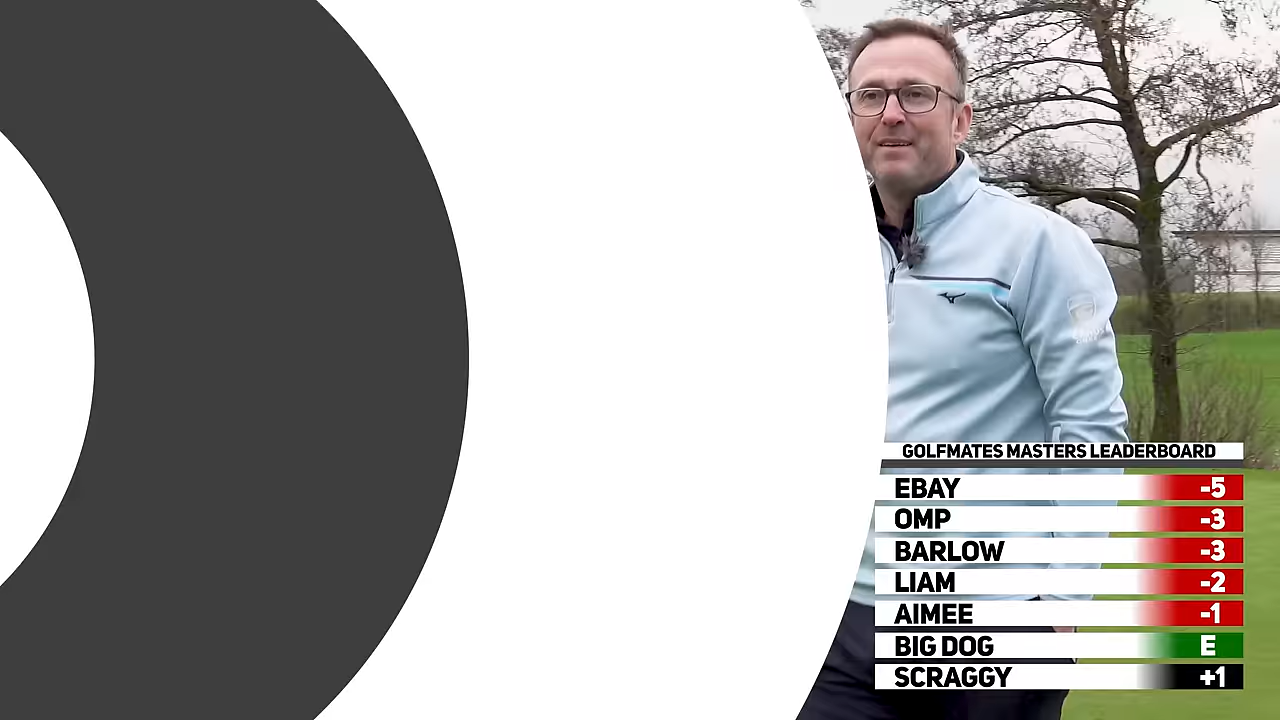 GOLFMATES MASTERS LEADERBOARD
EBAY -5
OMP -3
BARLOW -3
LIAM -2
AIMEE -1
BIG DOG E
SCRAGGY +1